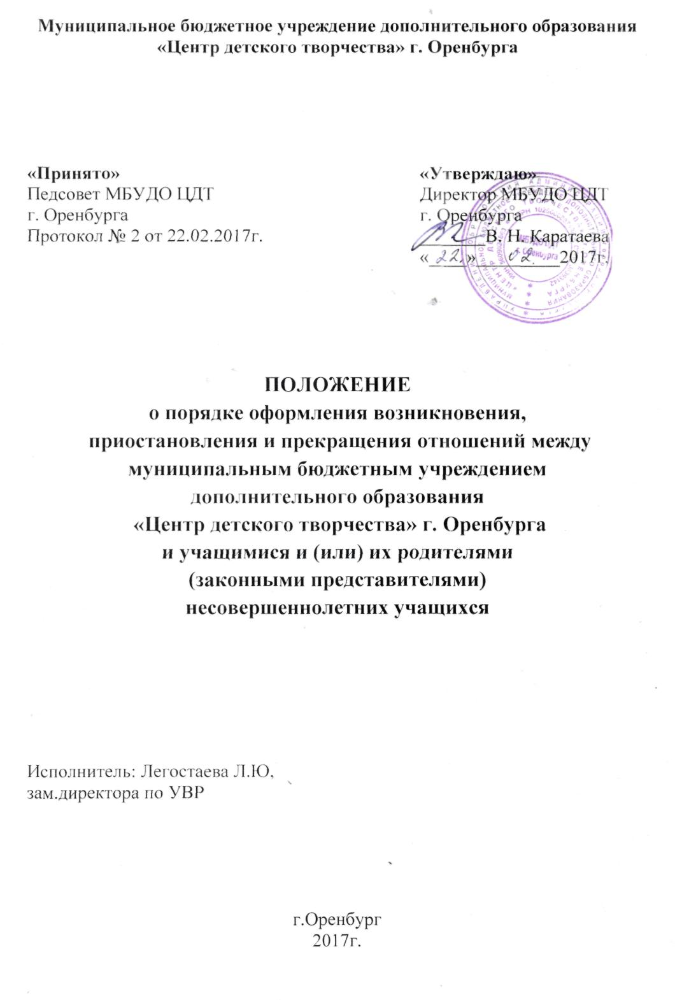 Муниципальное бюджетное учреждение дополнительного образования
«Центр детского творчества» г. Оренбурга
«Принято»
Педсовет МБУДО ЦДТ
г. Оренбурга
Протокол № 2 от 22.02.2017г.
«Утверждаю»
Директор МБУДО ЦДТ
г. Оренбурга
В. Н. Каратаева
«22» 02. 2017г.
МБУДО ЦДТ
г. Оренбурга
ПОЛОЖЕНИЕ
о порядке оформления возникновения,
приостановления и прекращения отношений между
муниципальным бюджетным учреждением
дополнительного образования
«Центр детского творчества» г. Оренбурга
и учащимися и (или) их родителями
(законными представителями)
несовершеннолетних учащихся
Исполнитель: Легостаева Л.Ю,
зам.директора по УВР
г.Оренбург
2017г.